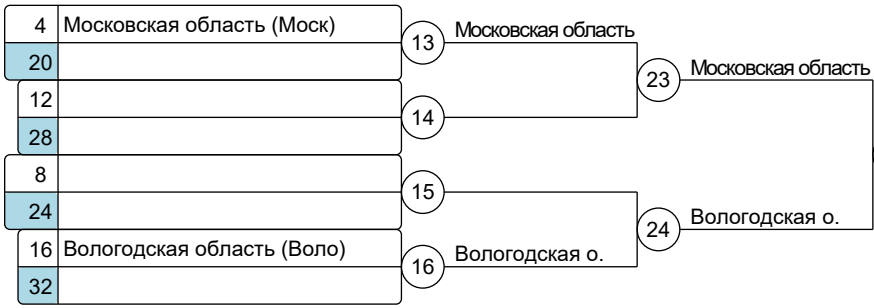 4 Московская область (Моск)
13 Московская область
20
23 Московская область
12
14
28
8
15
24
24 Вологодская о.
16 Вологодская область (Воло)
16 Вологодская о.
32